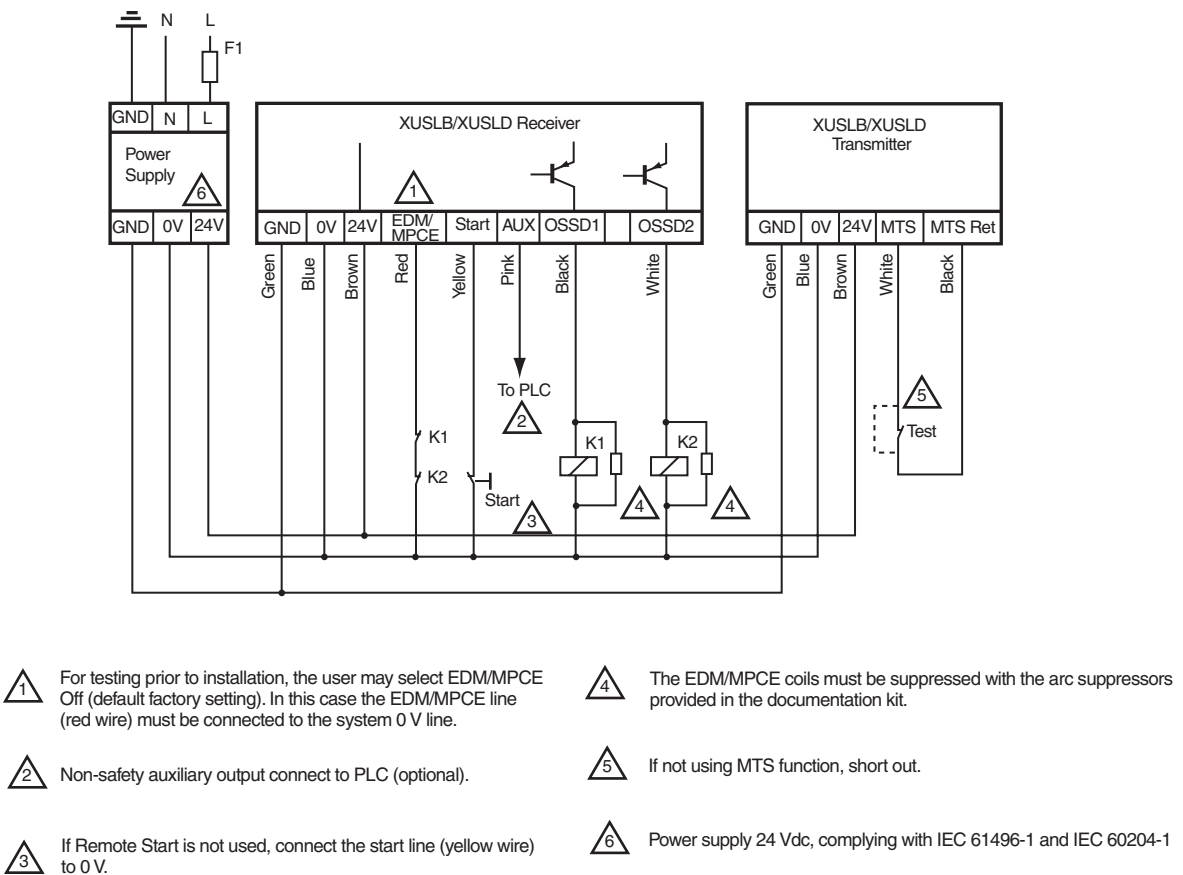 N L
F1
GND N L
Power
Supply
6
GND 0V 24V
XUSLB/XUSLD Receiver
1
GND 0V 24V EDM/
MPCE Start AUX OSSD1 OSSD2
XUSLB/XUSLD
Transmitter
GND 0V 24V MTS MTS Ret
Green
Blue
Brown
Red
Yellow
Pink
Black
White
Green
Blue
Brown
White
Black
To PLC
2
K1
K2
Start
3
K1
4
K2
4
5
Test
1
For testing prior to installation, the user may select EDM/MPCE
Off (default factory setting). In this case the EDM/MPCE line
(red wire) must be connected to the system 0 V line.
2
Non-safety auxiliary output connect to PLC (optional).
3
If Remote Start is not used, connect the start line (yellow wire)
to 0 V.
4
The EDM/MPCE coils must be suppressed with the arc suppressors
provided in the documentation kit.
5
If not using MTS function, short out.
6
Power supply 24 Vdc, complying with IEC 61496-1 and IEC 60204-1